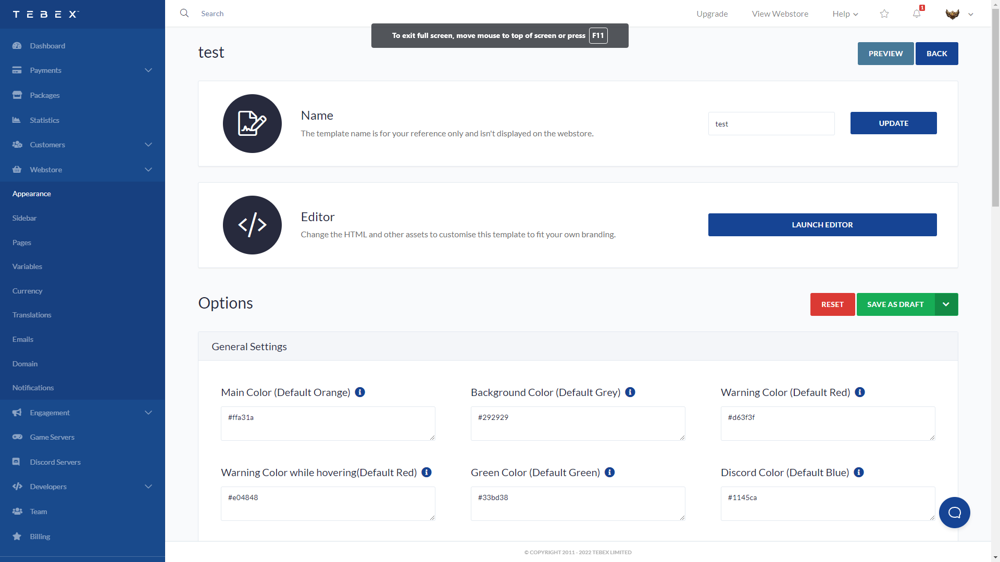 TEBEX™
Search
Upgrade
View Webstore
Help
1
To exit full screen, move mouse to top of screen or press F11
Dashboard
Payments
Packages
Statistics
Customers
Webstore
Appearance
Sidebar
Pages
Variables
Currency
Translations
Emails
Domain
Notifications
Engagement
Game Servers
Discord Servers
Developers
Team
Billing
test
PREVIEW
BACK
Name
The template name is for your reference only and isn't displayed on the webstore.
test
UPDATE
Editor
Change the HTML and other assets to customise this template to fit your own branding.
LAUNCH EDITOR
Options
RESET
SAVE AS DRAFT
General Settings
Main Color (Default Orange)
Background Color (Default Grey)
Warning Color (Default Red)
#ffa31a
#292929
#d63f3f
Warning Color while hovering(Default Red)
Green Color (Default Green)
Discord Color (Default Blue)
#e04848
#33bd38
#1145ca
© COPYRIGHT 2011 - 2022 TEBEX LIMITED